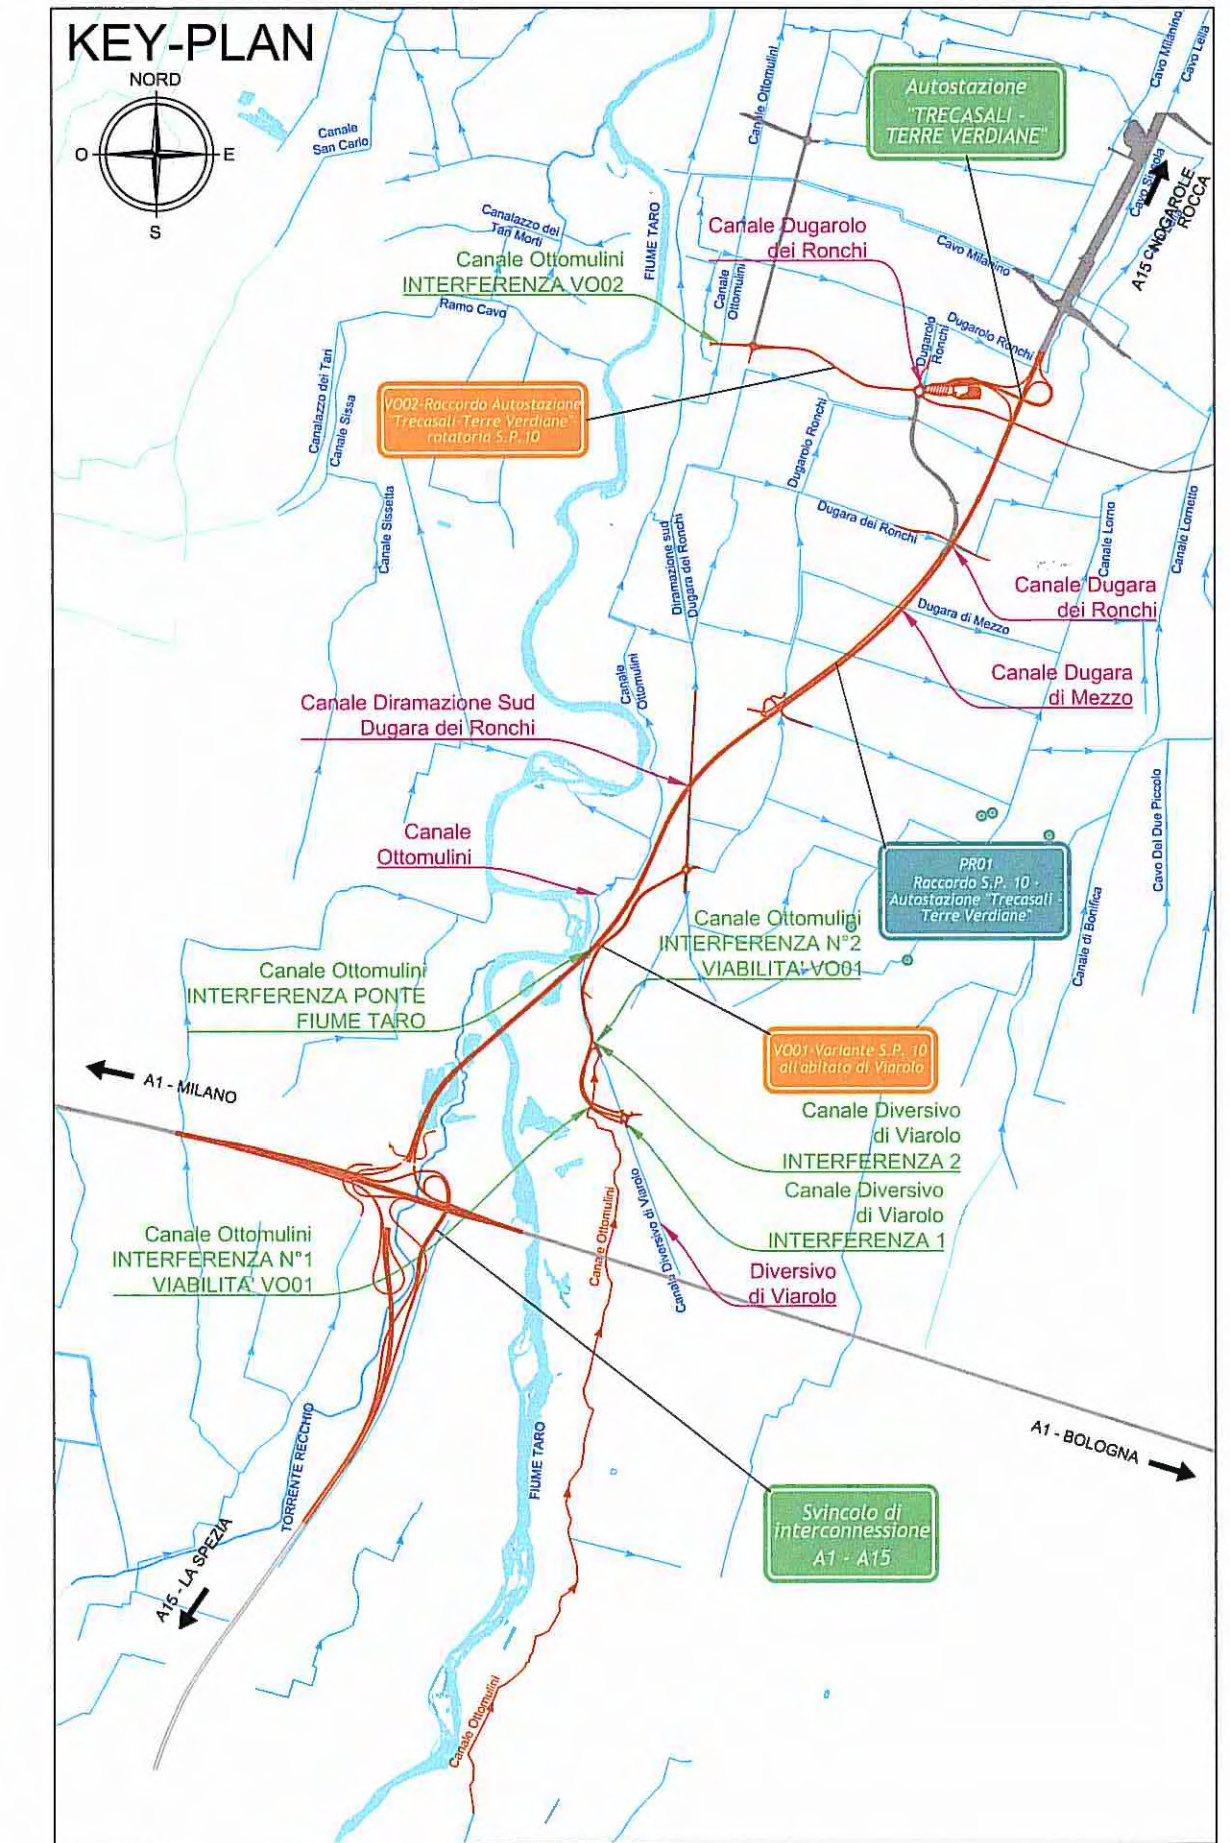 KEY-PLAN
NORD
O
E
S
Canale
San Carlo
Canale Ottomulini
Cavo Milanino
Cavo Lella
Autostazione
"TRECASALI -
TERRE VERDIANE"
A15 - NOGAROLE
ROCCA
FIUME TARO
Canalazzo dei
Tari Morti
Canale Dugarolo
dei Ronchi
Cavo Milanino
Canale Ottomulini
INTERFERENZA VO02
Canale
Ottomulini
Ramo Cavo
Dugarolo
Ronchi
Dugarolo Ronchi
Canalazzo dei Tari
Canale Sissa
VO02-Raccordo Autostazione
"Trecasali-Terre Verdiane"-
rotatoria S.P.10
Dugarolo Ronchi
Canale Sissetta
Diramazione sud
Dugara dei Ronchi
Dugara dei Ronchi
Canale Lorno
Canale Lornetto
Canale Dugara
dei Ronchi
Dugara di Mezzo
Canale Dugara
di Mezzo
Canale
Ottomulini
Canale Diramazione Sud
Dugara dei Ronchi
Canale
Ottomulini
Cavo Del Due Piccolo
PR01
Raccordo S.P. 10 -
Autostazione "Trecasali -
Terre Verdiane"
Canale di Bonifica
Canale Ottomulini
INTERFERENZA N°2
VIABILITA' VO01
Canale Ottomulini
INTERFERENZA PONTE
FIUME TARO
VO01-Variante S.P. 10
all'abitato di Viarolo
A1 - MILANO
Canale Diversivo
di Viarolo
INTERFERENZA 2
Canale Diversivo
di Viarolo
INTERFERENZA 1
Canale Ottomulini
Canale Diversivo di Viarolo
Canale Ottomulini
INTERFERENZA N°1
VIABILITA' VO01
Diversivo
di Viarolo
TORRENTE RECCHIO
FIUME TARO
A1 - BOLOGNA
A15 - LA SPEZIA
Svincolo di
interconnessione
A1 - A15
Canale Ottomulini